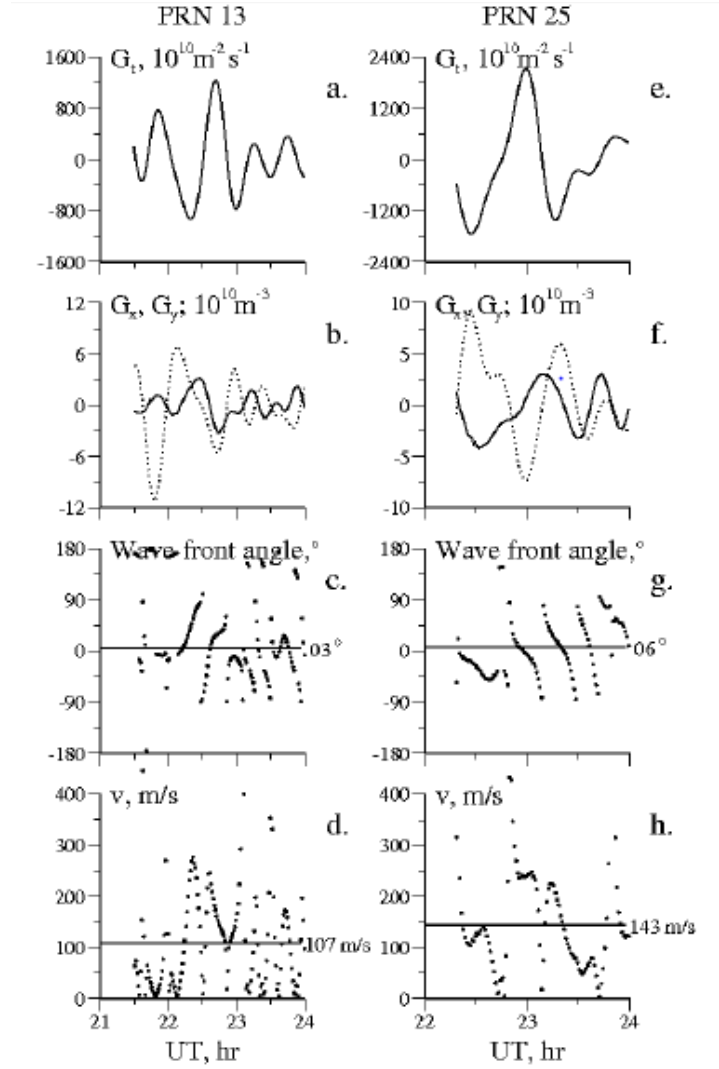 PRN 13 PRN 25
1600 Gt, 10^10 m^-2 s^-1 a. 2400 Gt, 10^10 m^-2 s^-1 e.
800 1200
0 0
-800 -1200
-1600 -2400
12 Gx, Gy; 10^10 m^-3 b. 10 Gx, Gy; 10^10 m^-3 f.
6 5
0 0
-6 -5
-12 -10
180 Wave front angle,° c. 180 Wave front angle,° g.
90 90
0 03° 0 06°
-90 -90
-180 -180
400 v, m/s d. 400 v, m/s h.
300 300
200 200
100 107 m/s 100 143 m/s
0 0
21 22 23 24 22 23 24
UT, hr UT, hr